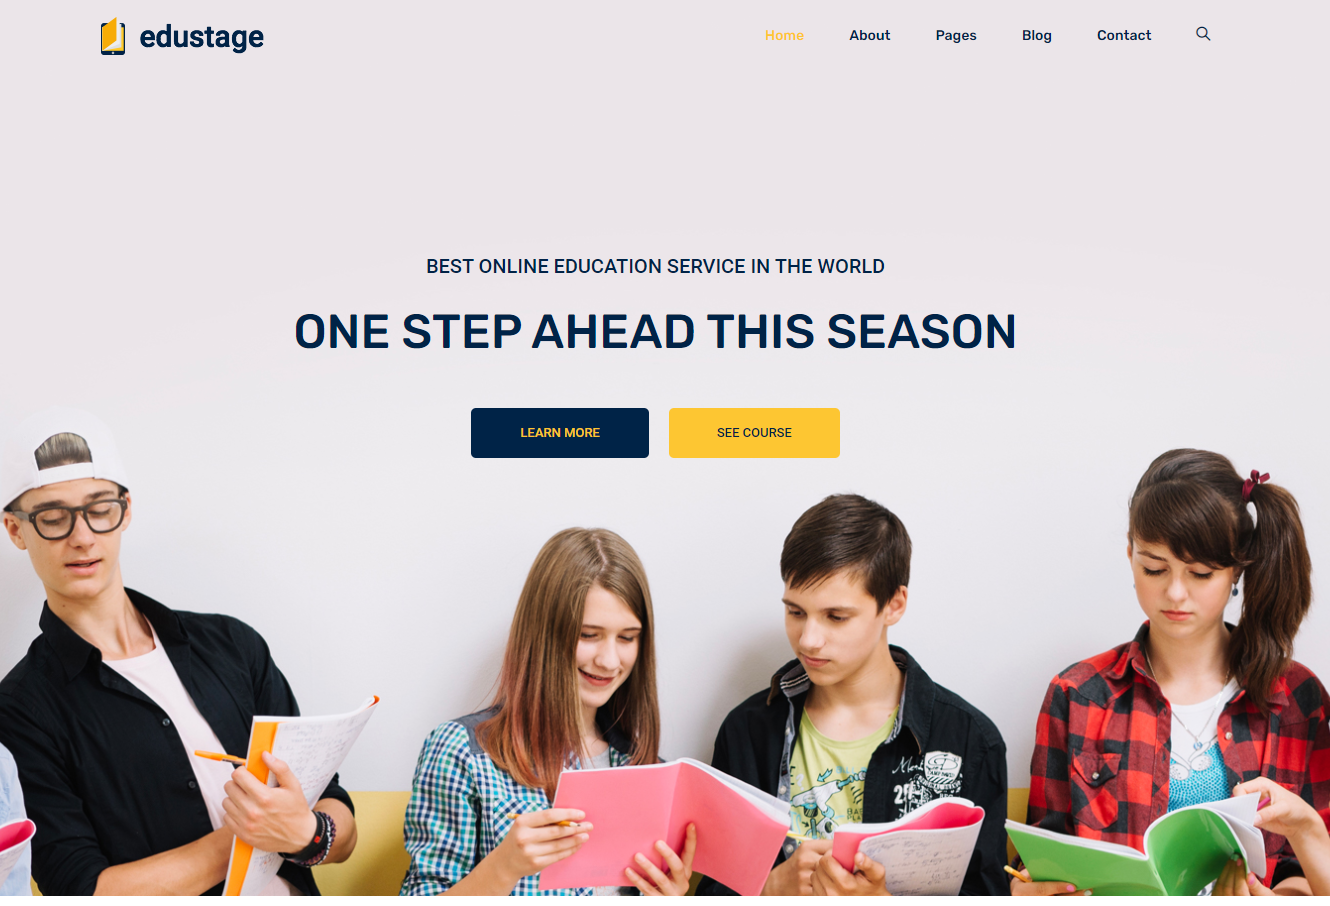 edustage
Home About Pages Blog Contact
BEST ONLINE EDUCATION SERVICE IN THE WORLD
ONE STEP AHEAD THIS SEASON
LEARN MORE SEE COURSE